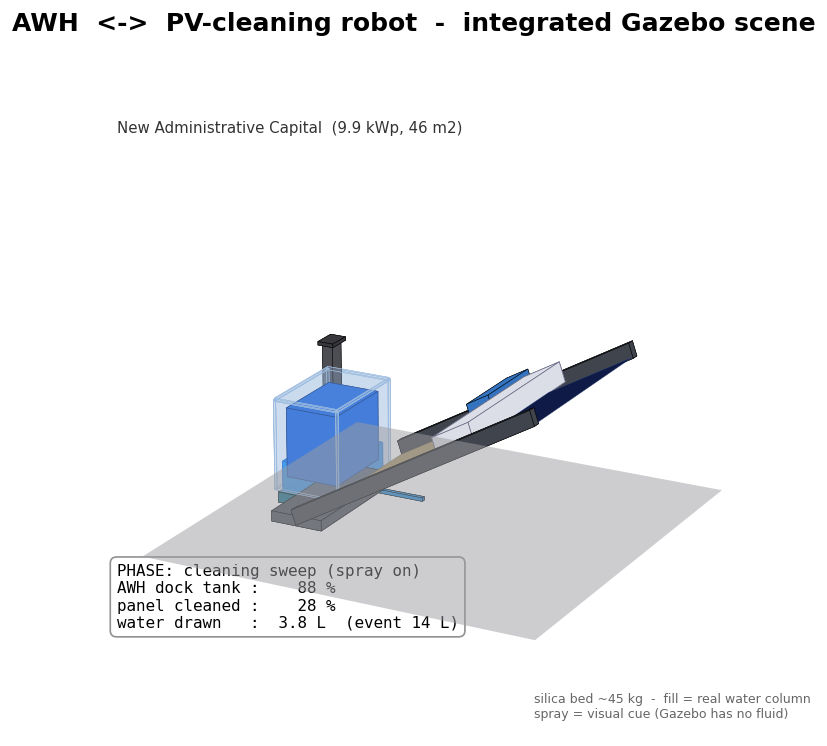 AWH <-> PV-cleaning robot - integrated Gazebo scene
New Administrative Capital (9.9 kWp, 46 m2)
PHASE: cleaning sweep (spray on)
AWH dock tank : 88 %
panel cleaned : 28 %
water drawn : 3.8 L (event 14 L)
silica bed ~45 kg - fill = real water column
spray = visual cue (Gazebo has no fluid)